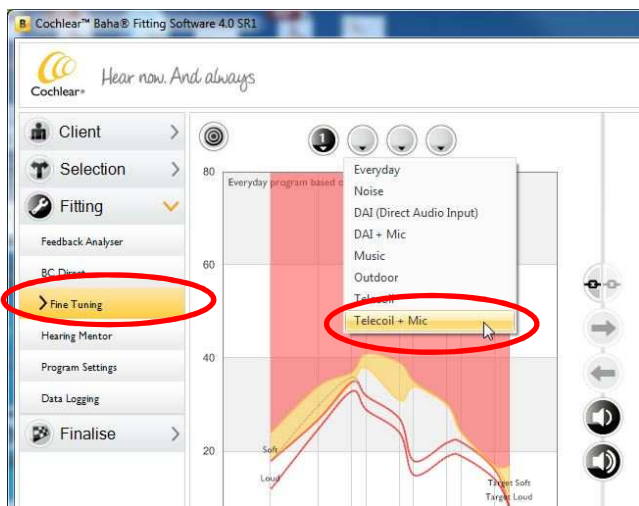 Cochlear™ Baha® Fitting Software 4.0 SR1
Cochlear®
Hear now. And always
Client
Selection
Fitting
Feedback Analyser
BC Direct
Fine Tuning
Hearing Mentor
Program Settings
Data Logging
Finalise
1
80
Everyday program based o
60
40
20
Everyday
Noise
DAI (Direct Audio Input)
DAI + Mic
Music
Outdoor
Telecoil
Telecoil + Mic
Soft
Loud
Target Soft
Target Loud